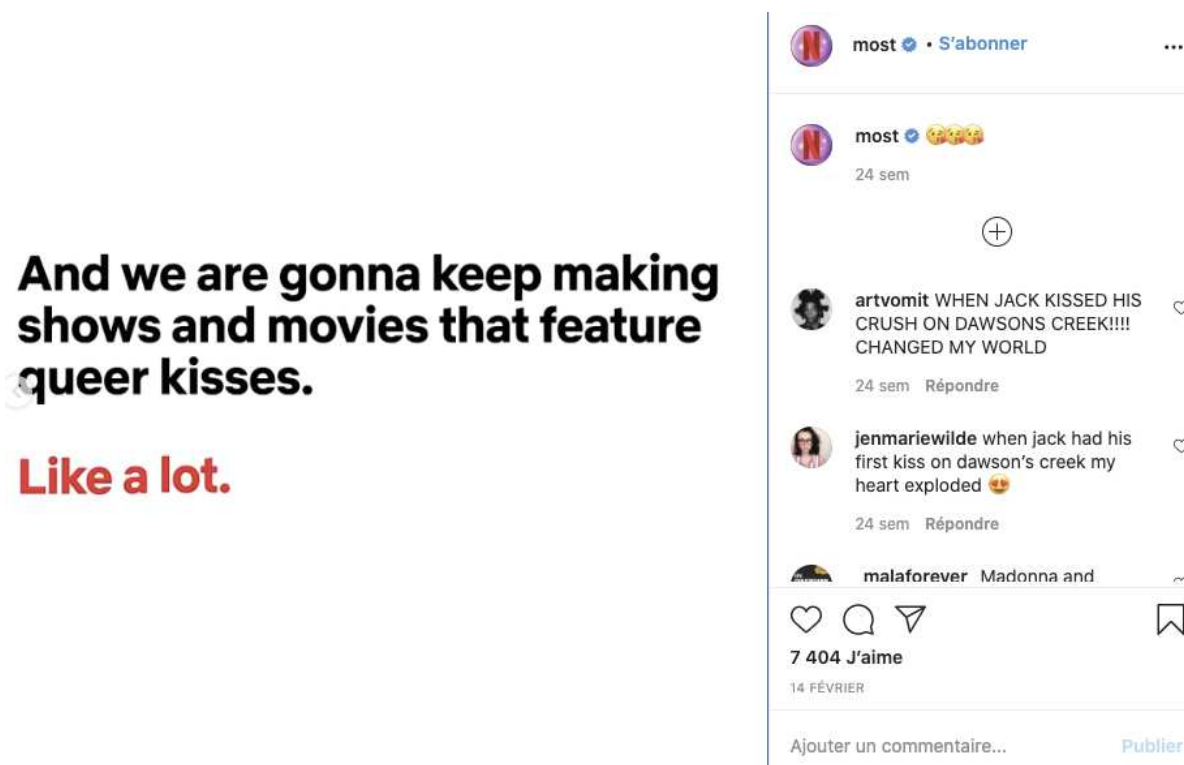 And we are gonna keep making
shows and movies that feature
queer kisses.
Like a lot.
most • S'abonner
most 😘😘😘
24 sem
artvomit WHEN JACK KISSED HIS
CRUSH ON DAWSONS CREEK!!!!
CHANGED MY WORLD
24 sem Répondre
jenmariewilde when jack had his
first kiss on dawson's creek my
heart exploded 😍
24 sem Répondre
malaforever Madonna and
7 404 J'aime
14 FÉVRIER
Ajouter un commentaire...
Publier